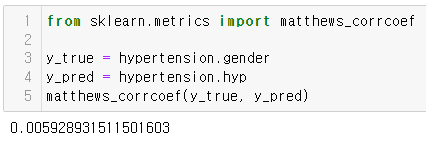 1 from sklearn.metrics import matthews_corrcoef
2
3 y_true = hypertension.gender
4 y_pred = hypertension.hyp
5 matthews_corrcoef(y_true, y_pred)
0.005928931511501603